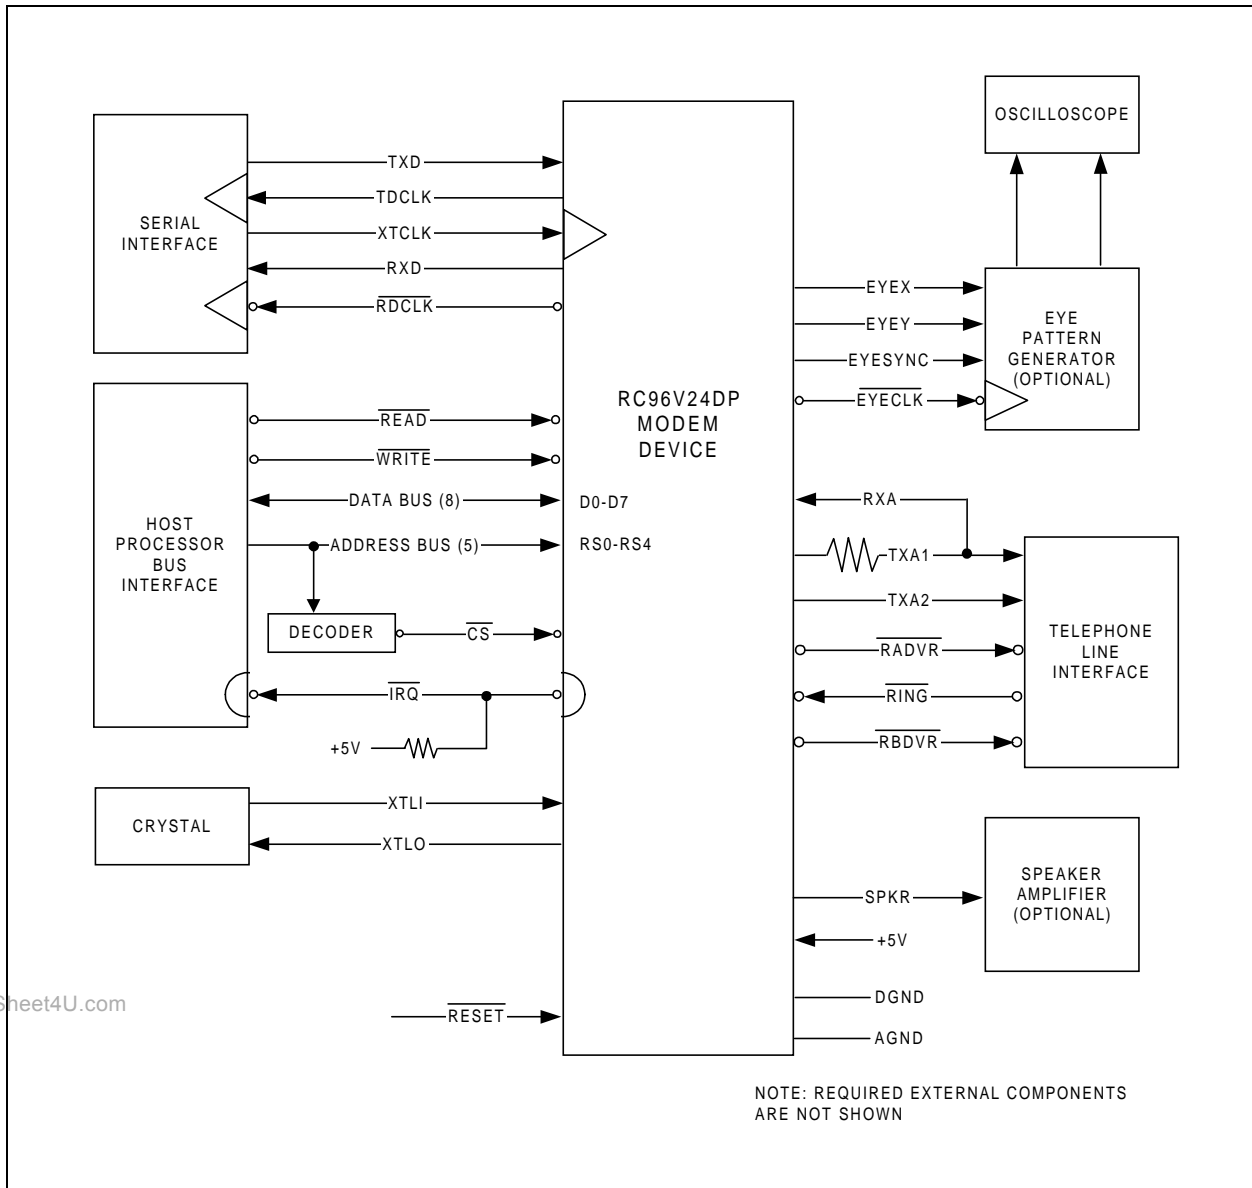 OSCILLOSCOPE
SERIAL
INTERFACE
TXD
TDCLK
XTCLK
RXD
RDCLK
HOST
PROCESSOR
BUS
INTERFACE
READ
WRITE
DATA BUS (8)
ADDRESS BUS (5)
DECODER
CS
IRQ
+5V
CRYSTAL
XTLI
XTLO
RESET
RC96V24DP
MODEM
DEVICE
D0-D7
RS0-RS4
EYEX
EYEY
EYESYNC
EYECLK
EYE
PATTERN
GENERATOR
(OPTIONAL)
RXA
TXA1
TXA2
RADVR
RING
RBDVR
TELEPHONE
LINE
INTERFACE
SPKR
SPEAKER
AMPLIFIER
(OPTIONAL)
+5V
DGND
AGND
Sheet4U.com
NOTE: REQUIRED EXTERNAL COMPONENTS
ARE NOT SHOWN